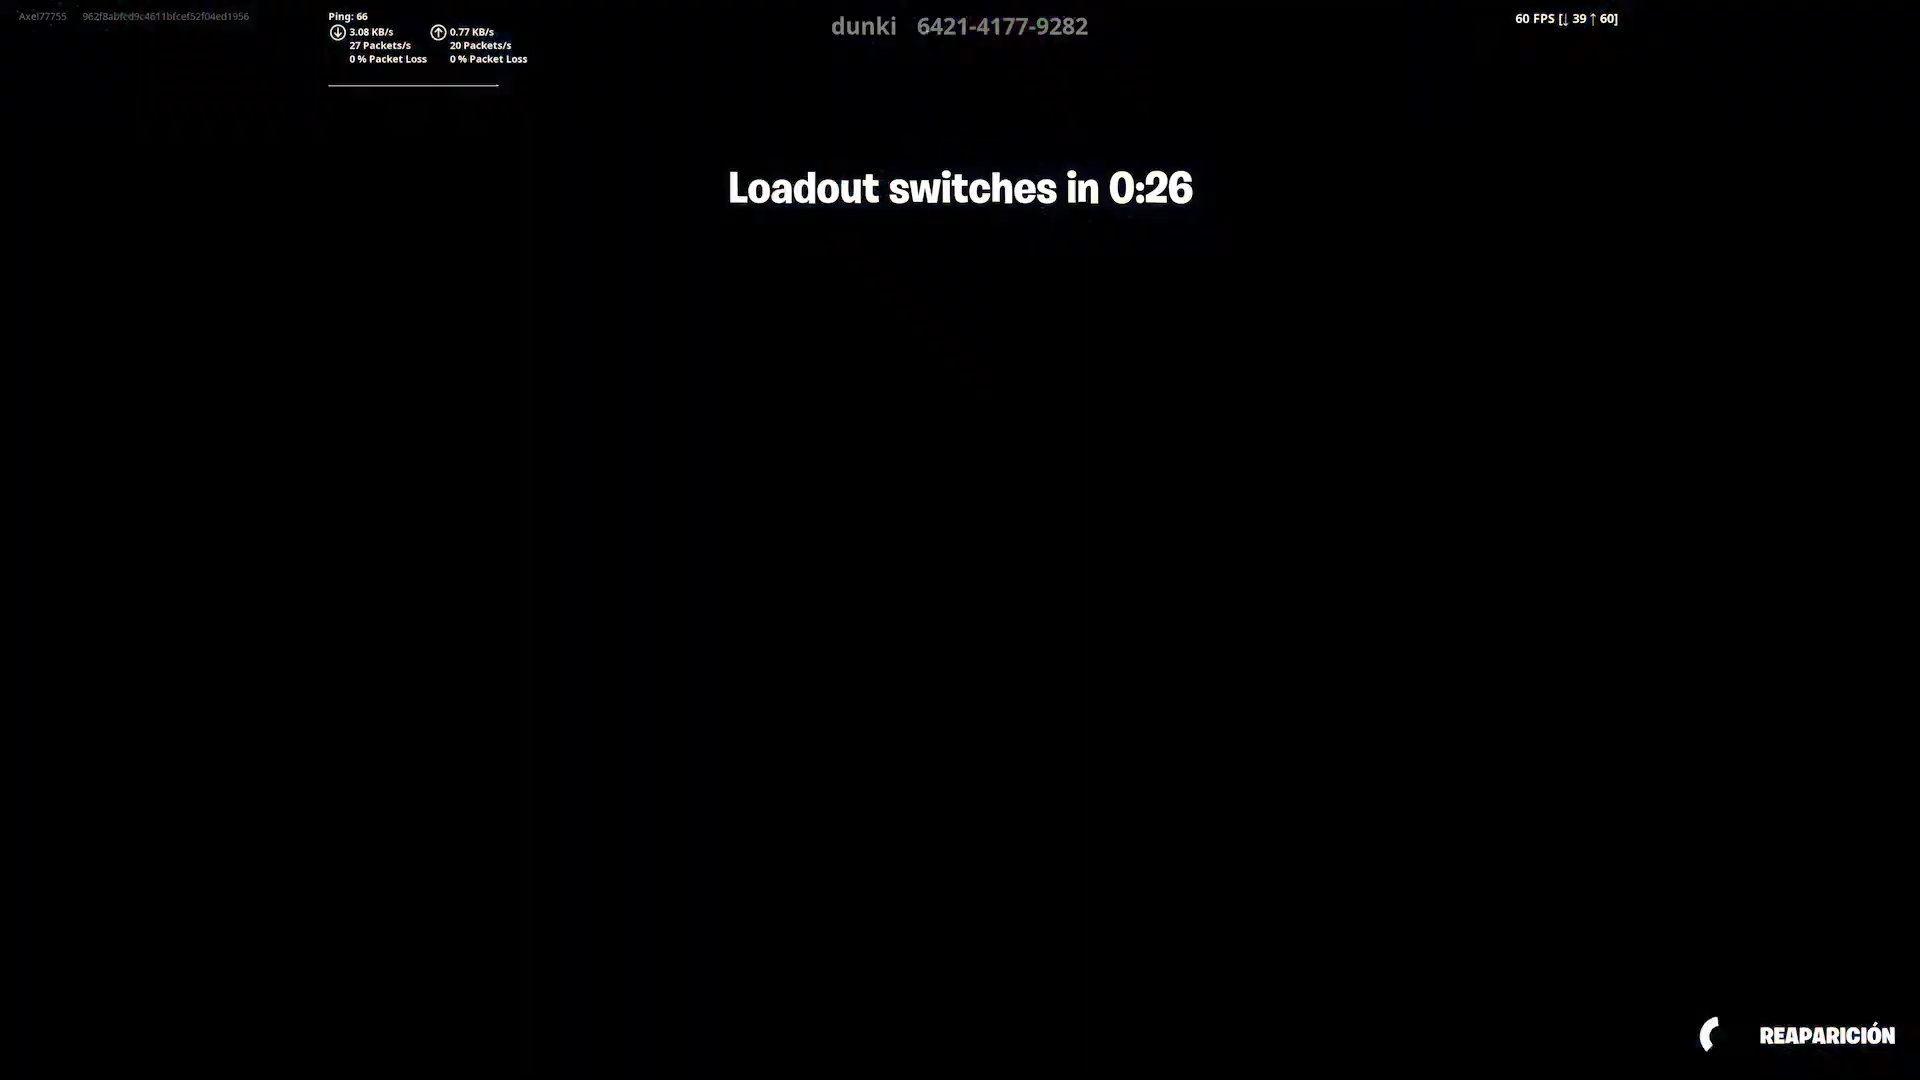 Axel77755 962f8abfed9c4611bfcef52f04ed1956
Ping: 66
3.08 KB/s 0.77 KB/s
27 Packets/s 20 Packets/s
0 % Packet Loss 0 % Packet Loss
dunki 6421-4177-9282
60 FPS [↓ 39 ↑ 60]
Loadout switches in 0:26
REAPARICIÓN